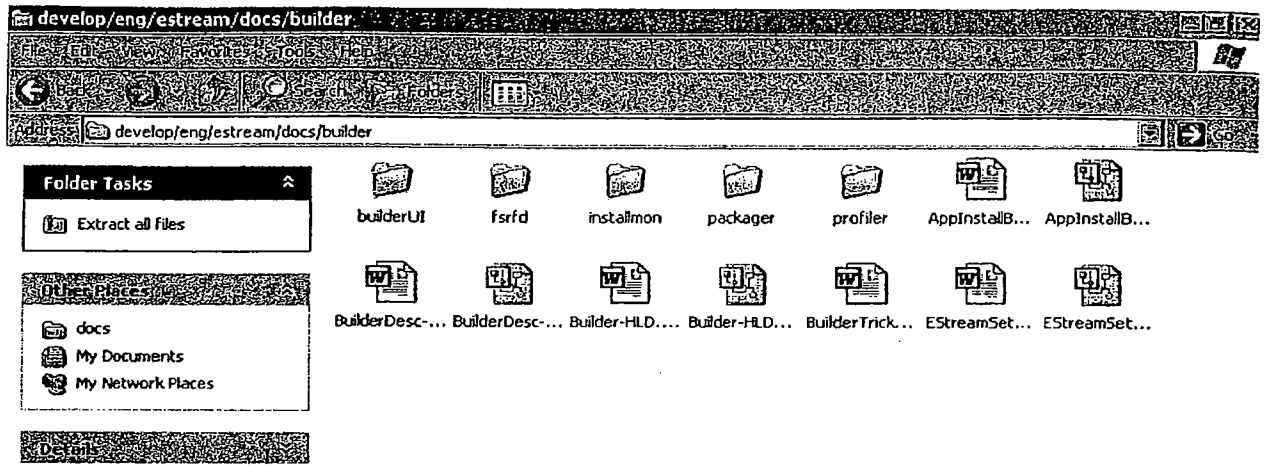 develop/eng/estream/docs/builder
File Edit View Favorites Tools Help
Back Search Folders
Address develop/eng/estream/docs/builder Go
Folder Tasks
Extract all files
Other Places
docs
My Documents
My Network Places
Details
builderUI fsrfd installmon packager profiler AppInstallB... AppInstallB...
BuilderDesc-... BuilderDesc-... Builder-HLD.... Builder-HLD... BuilderTrick... EStreamSet... EStreamSet...